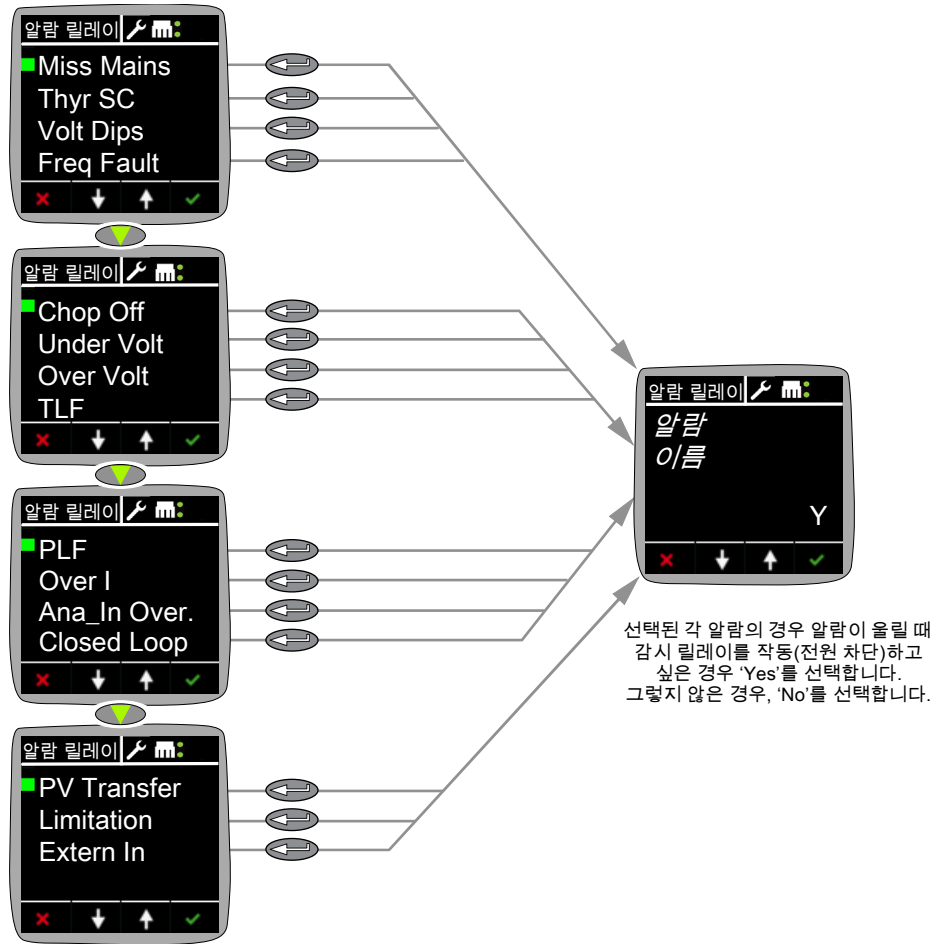 알람 릴레이
Miss Mains
Thyr SC
Volt Dips
Freq Fault
알람 릴레이
Chop Off
Under Volt
Over Volt
TLF
알람 릴레이
PLF
Over I
Ana_In Over.
Closed Loop
알람 릴레이
PV Transfer
Limitation
Extern In
알람 릴레이
알람
이름
Y
선택된 각 알람의 경우 알람이 울릴 때
감시 릴레이를 작동(전원 차단)하고
싶은 경우 ‘Yes’를 선택합니다.
그렇지 않은 경우, ‘No’를 선택합니다.